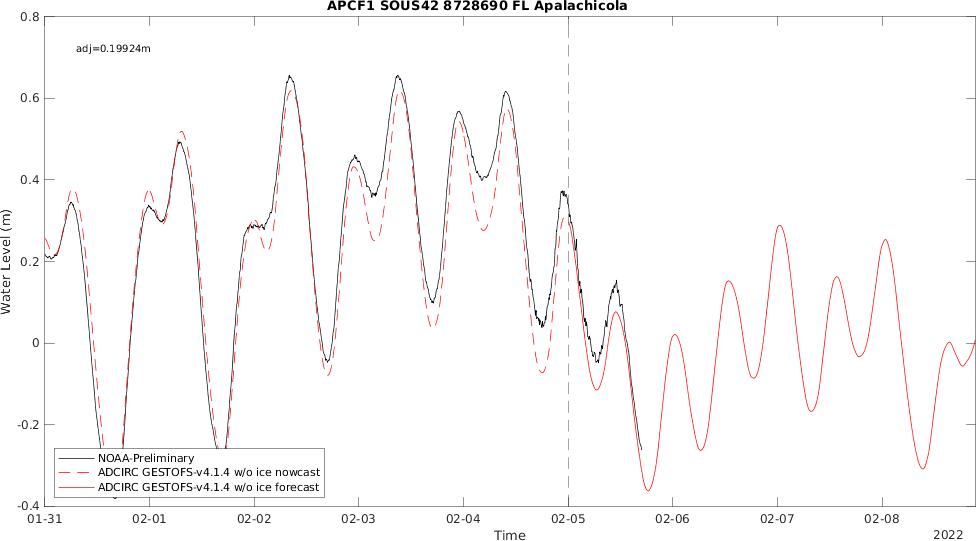 APCF1 SOUS42 8728690 FL Apalachicola
adj=0.19924m
Water Level (m)
0.8
0.6
0.4
0.2
0
-0.2
-0.4
NOAA-Preliminary
ADCIRC GESTOFS-v4.1.4 w/o ice nowcast
ADCIRC GESTOFS-v4.1.4 w/o ice forecast
01-31 02-01 02-02 02-03 02-04 02-05 02-06 02-07 02-08
Time
2022